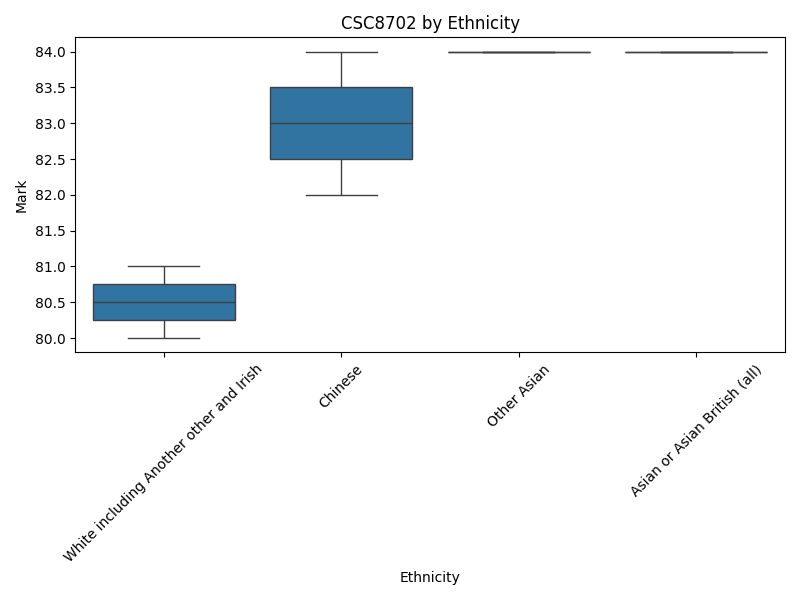 CSC8702 by Ethnicity
Mark
84.0
83.5
83.0
82.5
82.0
81.5
81.0
80.5
80.0
White including Another other and Irish
Chinese
Other Asian
Asian or Asian British (all)
Ethnicity